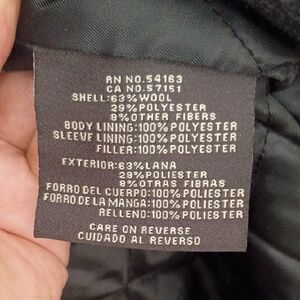 RN NO.54163
CA NO.57151
SHELL:63%WOOL
29%POLYESTER
8%OTHER FIBERS
BODY LINING:100%POLYESTER
SLEEVE LINING:100%POLYESTER
FILLER:100%POLYESTER
EXTERIOR:63%LANA
29%POLIESTER
8%OTRAS FIBRAS
FORRO DEL CUERPO:100%POLIESTER
FORRO DE LA MANGA:100%POLIESTER
RELLENO:100%POLIESTER
CARE ON REVERSE
CUIDADO AL REVERSO